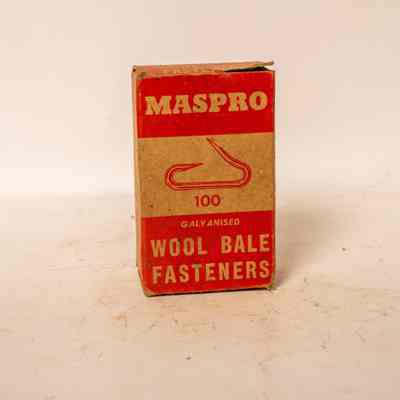 MASPRO
100
GALVANISED
WOOL BALE
FASTENERS